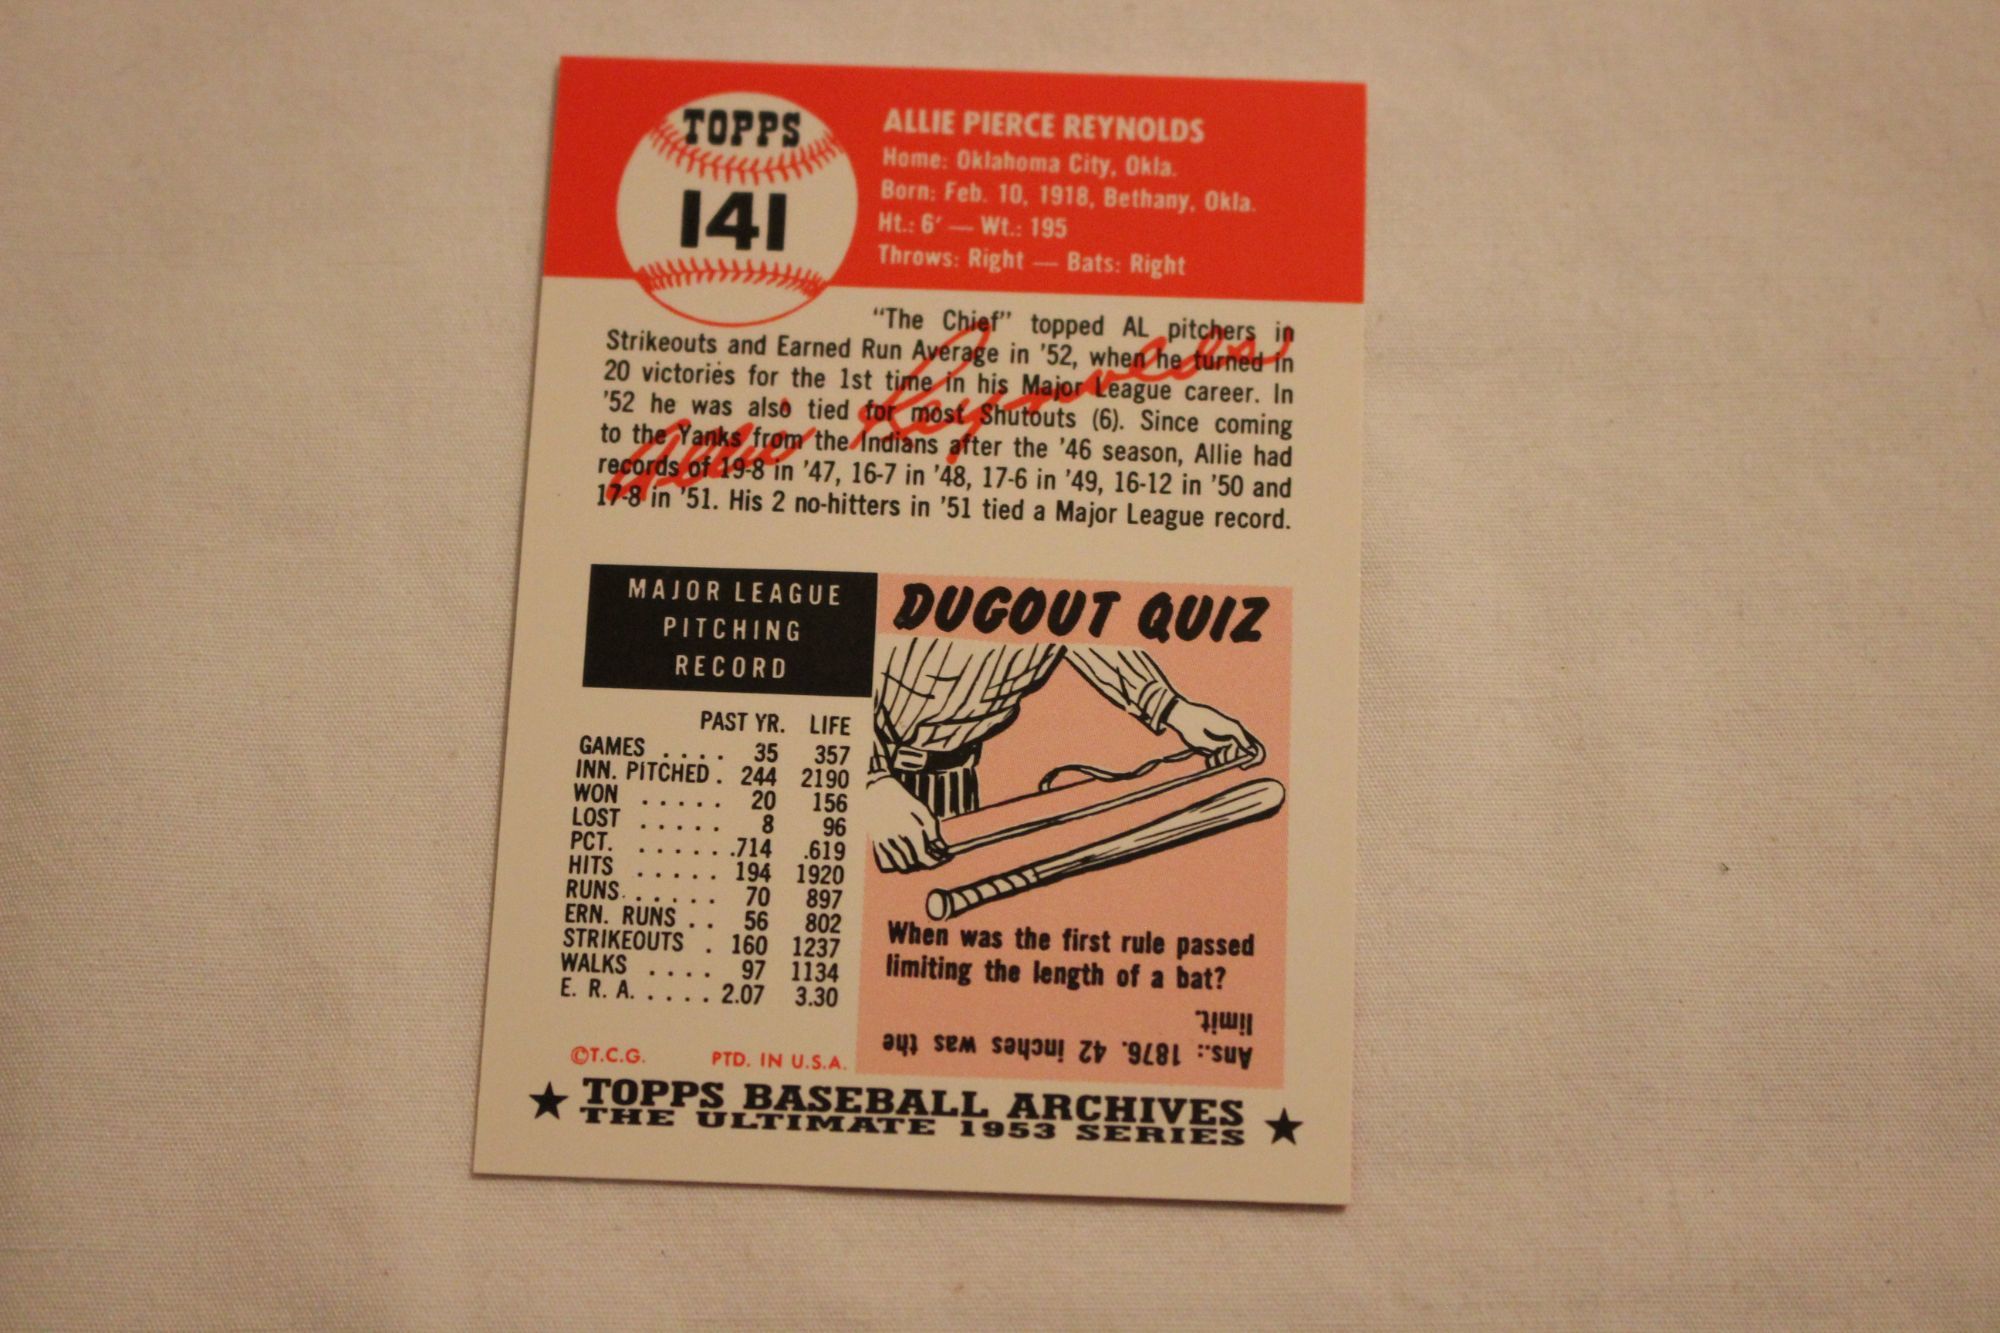 TOPPS
141
ALLIE PIERCE REYNOLDS
Home: Oklahoma City, Okla.
Born: Feb. 10, 1918, Bethany, Okla.
Ht.: 6' — Wt.: 195
Throws: Right — Bats: Right
"The Chief" topped AL pitchers in
Strikeouts and Earned Run Average in '52, when he turned in
20 victories for the 1st time in his Major League career. In
'52 he was also tied for most Shutouts (6). Since coming
to the Yanks from the Indians after the '46 season, Allie had
records of 19-8 in '47, 16-7 in '48, 17-6 in '49, 16-12 in '50 and
17-8 in '51. His 2 no-hitters in '51 tied a Major League record.
Allie Reynolds
MAJOR LEAGUE
PITCHING
RECORD
PAST YR. LIFE
GAMES .... 35 357
INN. PITCHED . 244 2190
WON ..... 20 156
LOST ..... 8 96
PCT. ...... .714 .619
HITS ..... 194 1920
RUNS ...... 70 897
ERN. RUNS .. 56 802
STRIKEOUTS . 160 1237
WALKS .... 97 1134
E. R. A. .... 2.07 3.30
DUGOUT QUIZ
When was the first rule passed
limiting the length of a bat?
Ans.: 1876. 42 inches was the
limit.
©T.C.G. PTD. IN U.S.A.
★ TOPPS BASEBALL ARCHIVES ★
THE ULTIMATE 1953 SERIES